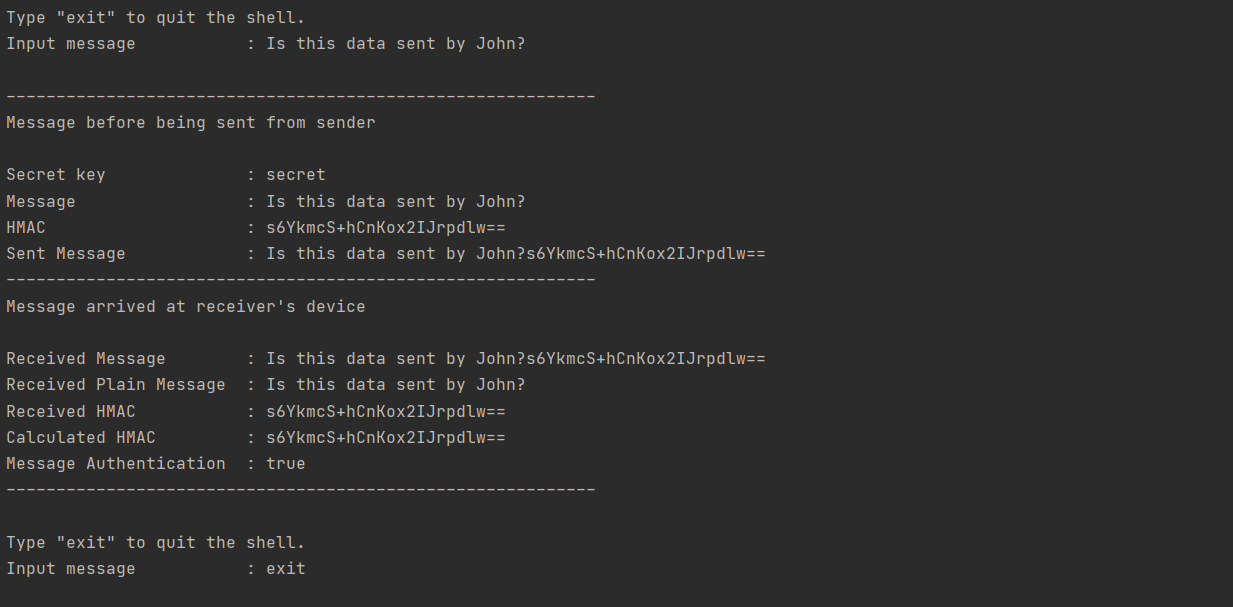 Type "exit" to quit the shell.
Input message           : Is this data sent by John?
-----------------------------------------------------------
Message before being sent from sender
Secret key              : secret
Message                 : Is this data sent by John?
HMAC                    : s6YkmcS+hCnKox2IJrpdlw==
Sent Message            : Is this data sent by John?s6YkmcS+hCnKox2IJrpdlw==
-----------------------------------------------------------
Message arrived at receiver's device
Received Message        : Is this data sent by John?s6YkmcS+hCnKox2IJrpdlw==
Received Plain Message  : Is this data sent by John?
Received HMAC           : s6YkmcS+hCnKox2IJrpdlw==
Calculated HMAC         : s6YkmcS+hCnKox2IJrpdlw==
Message Authentication  : true
-----------------------------------------------------------
Type "exit" to quit the shell.
Input message           : exit